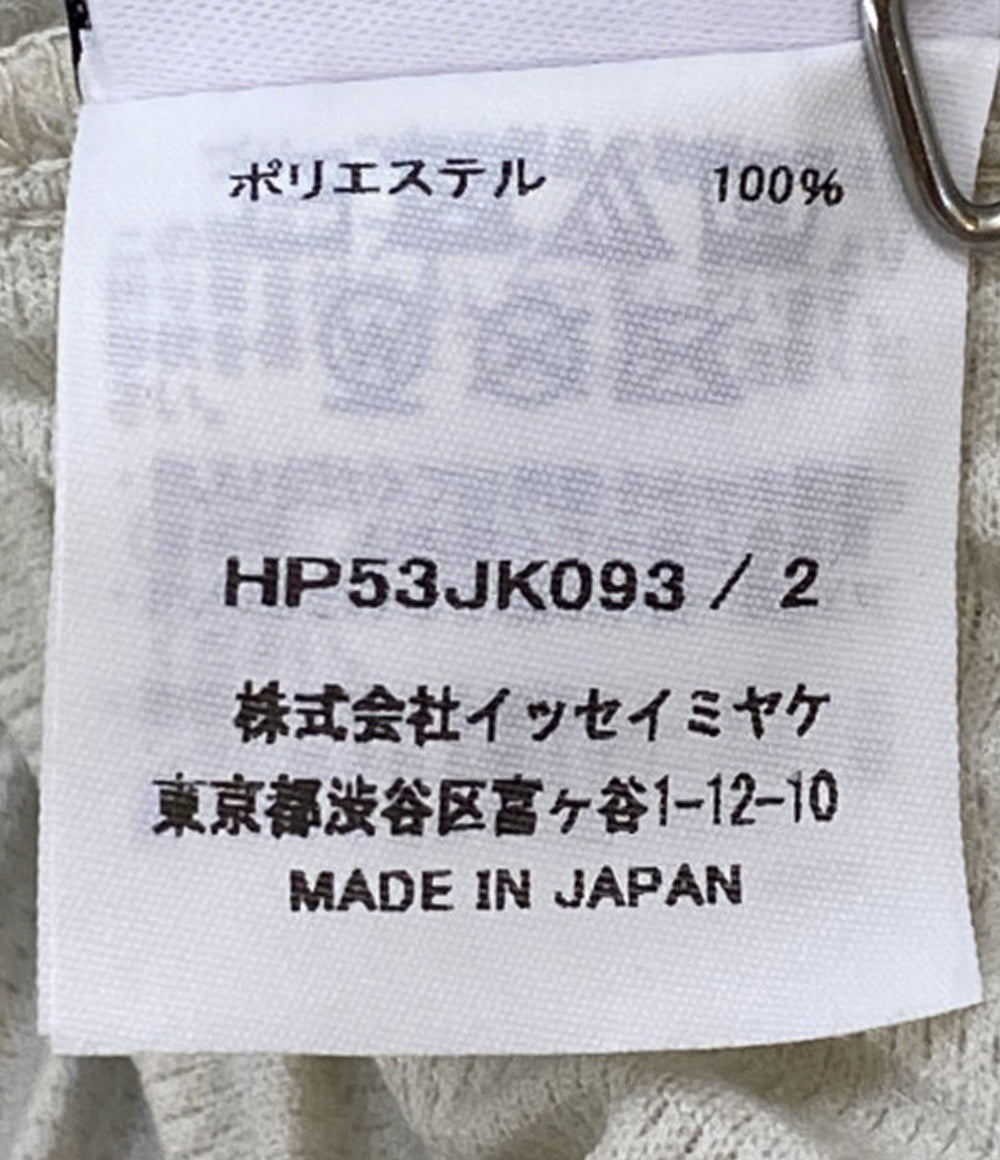 ポリエステル 100%
HP53JK093 / 2
株式会社イッセイミヤケ
東京都渋谷区富ヶ谷1-12-10
MADE IN JAPAN